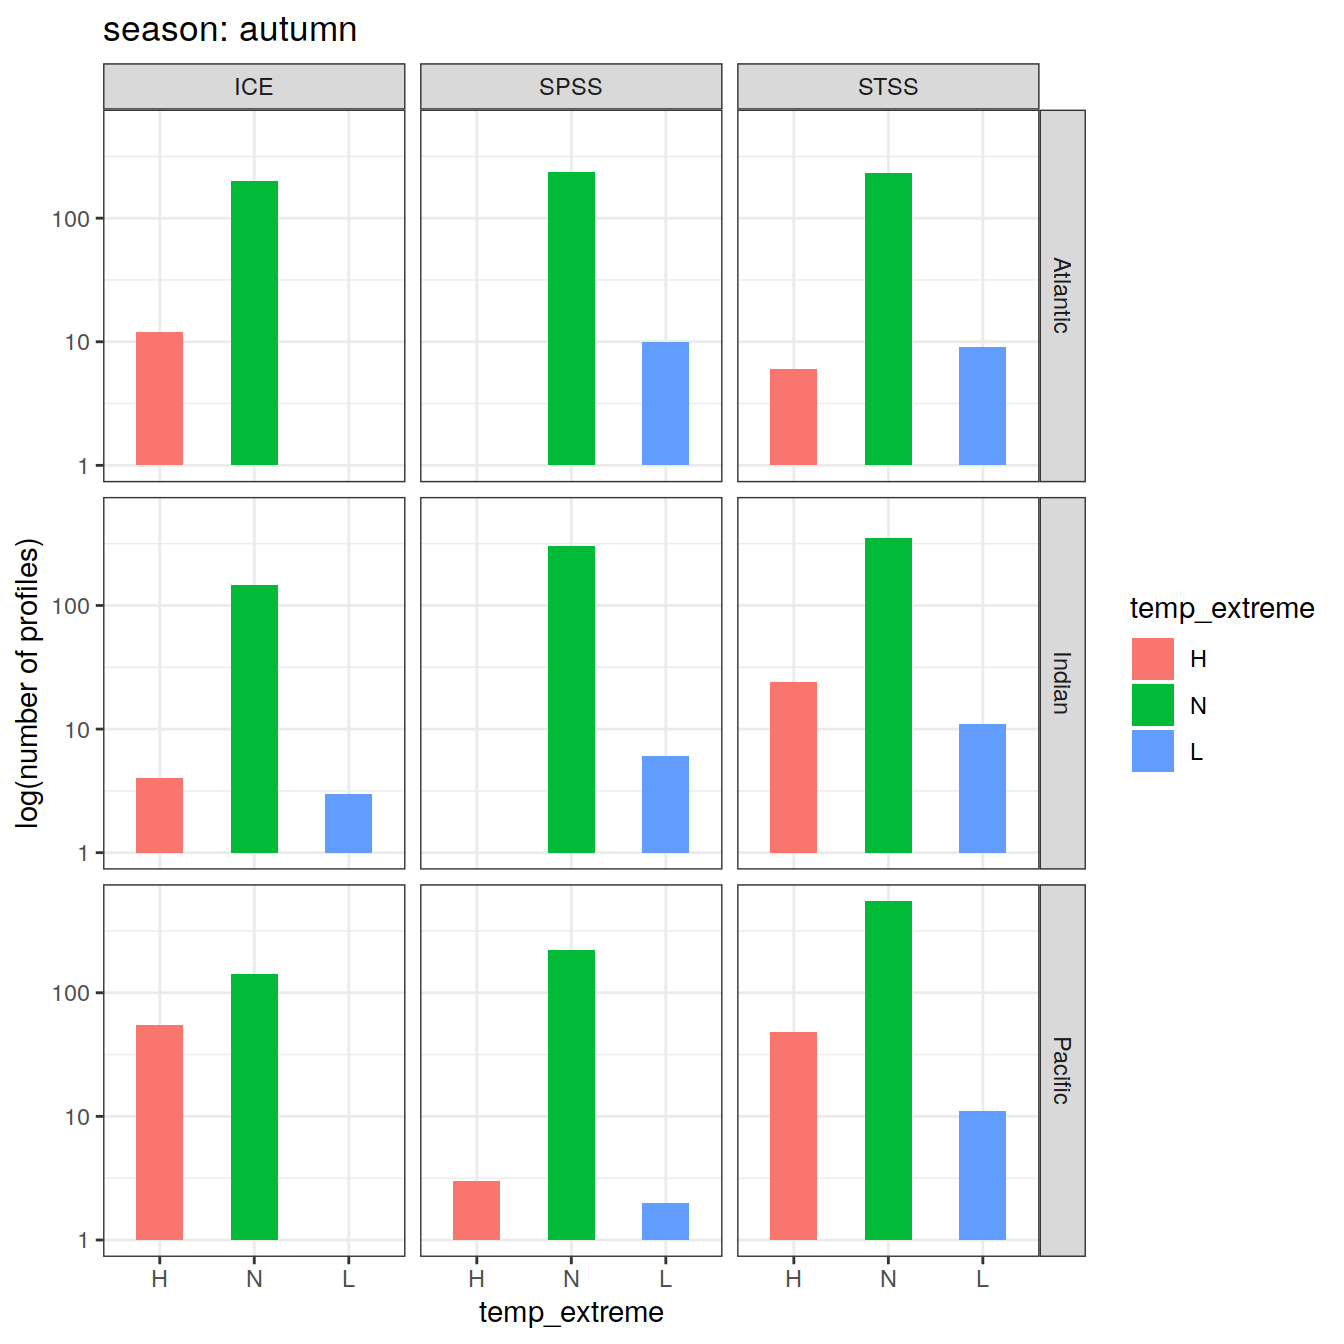 season: autumn
ICE SPSS STSS
100
10
1
Atlantic
100
10
1
Indian
100
10
1
Pacific
log(number of profiles)
H N L H N L H N L
temp_extreme
temp_extreme
H
N
L